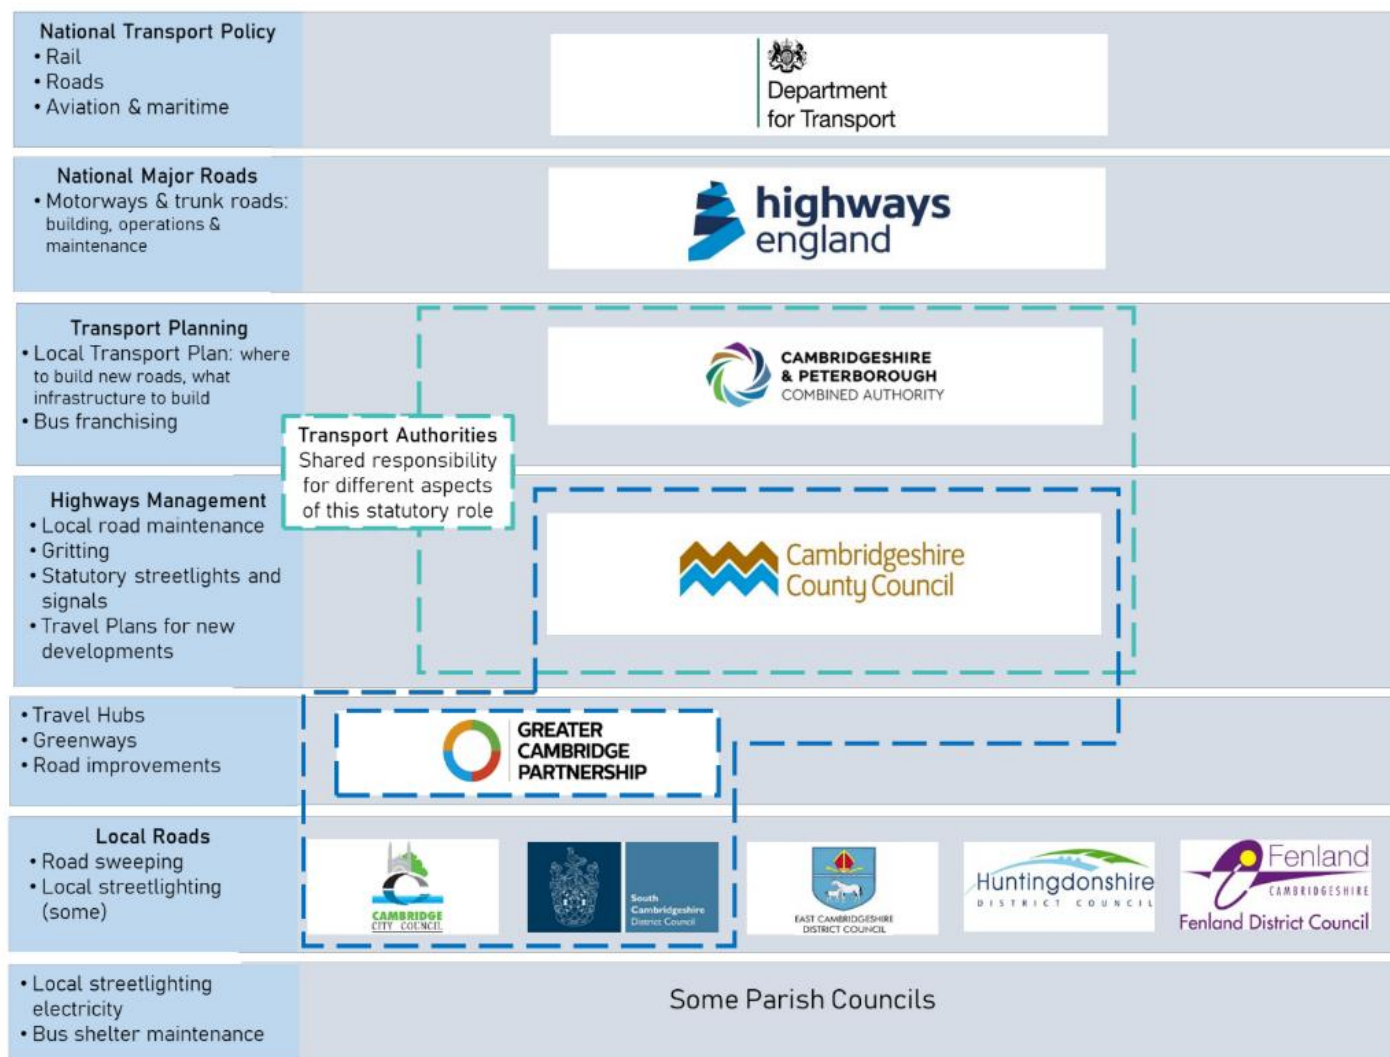 National Transport Policy
• Rail
• Roads
• Aviation & maritime
Department
for Transport
National Major Roads
• Motorways & trunk roads:
building, operations &
maintenance
highways
england
Transport Planning
• Local Transport Plan: where
to build new roads, what
infrastructure to build
• Bus franchising
CAMBRIDGESHIRE
& PETERBOROUGH
COMBINED AUTHORITY
Transport Authorities
Shared responsibility
for different aspects
of this statutory role
Highways Management
• Local road maintenance
• Gritting
• Statutory streetlights and
signals
• Travel Plans for new
developments
Cambridgeshire
County Council
• Travel Hubs
• Greenways
• Road improvements
GREATER
CAMBRIDGE
PARTNERSHIP
Local Roads
• Road sweeping
• Local streetlighting
(some)
CAMBRIDGE
CITY COUNCIL
South
Cambridgeshire
District Council
EAST CAMBRIDGESHIRE
DISTRICT COUNCIL
Huntingdonshire
DISTRICT COUNCIL
Fenland
CAMBRIDGESHIRE
Fenland District Council
• Local streetlighting
electricity
• Bus shelter maintenance
Some Parish Councils